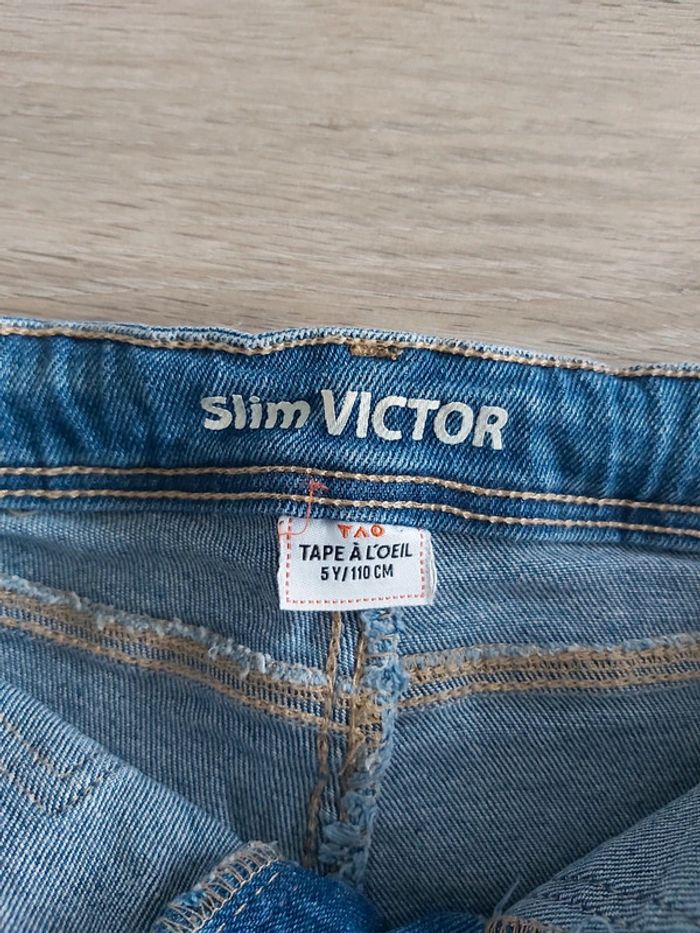 Slim VICTOR
TAO
TAPE À L'OEIL
5 Y/110 CM